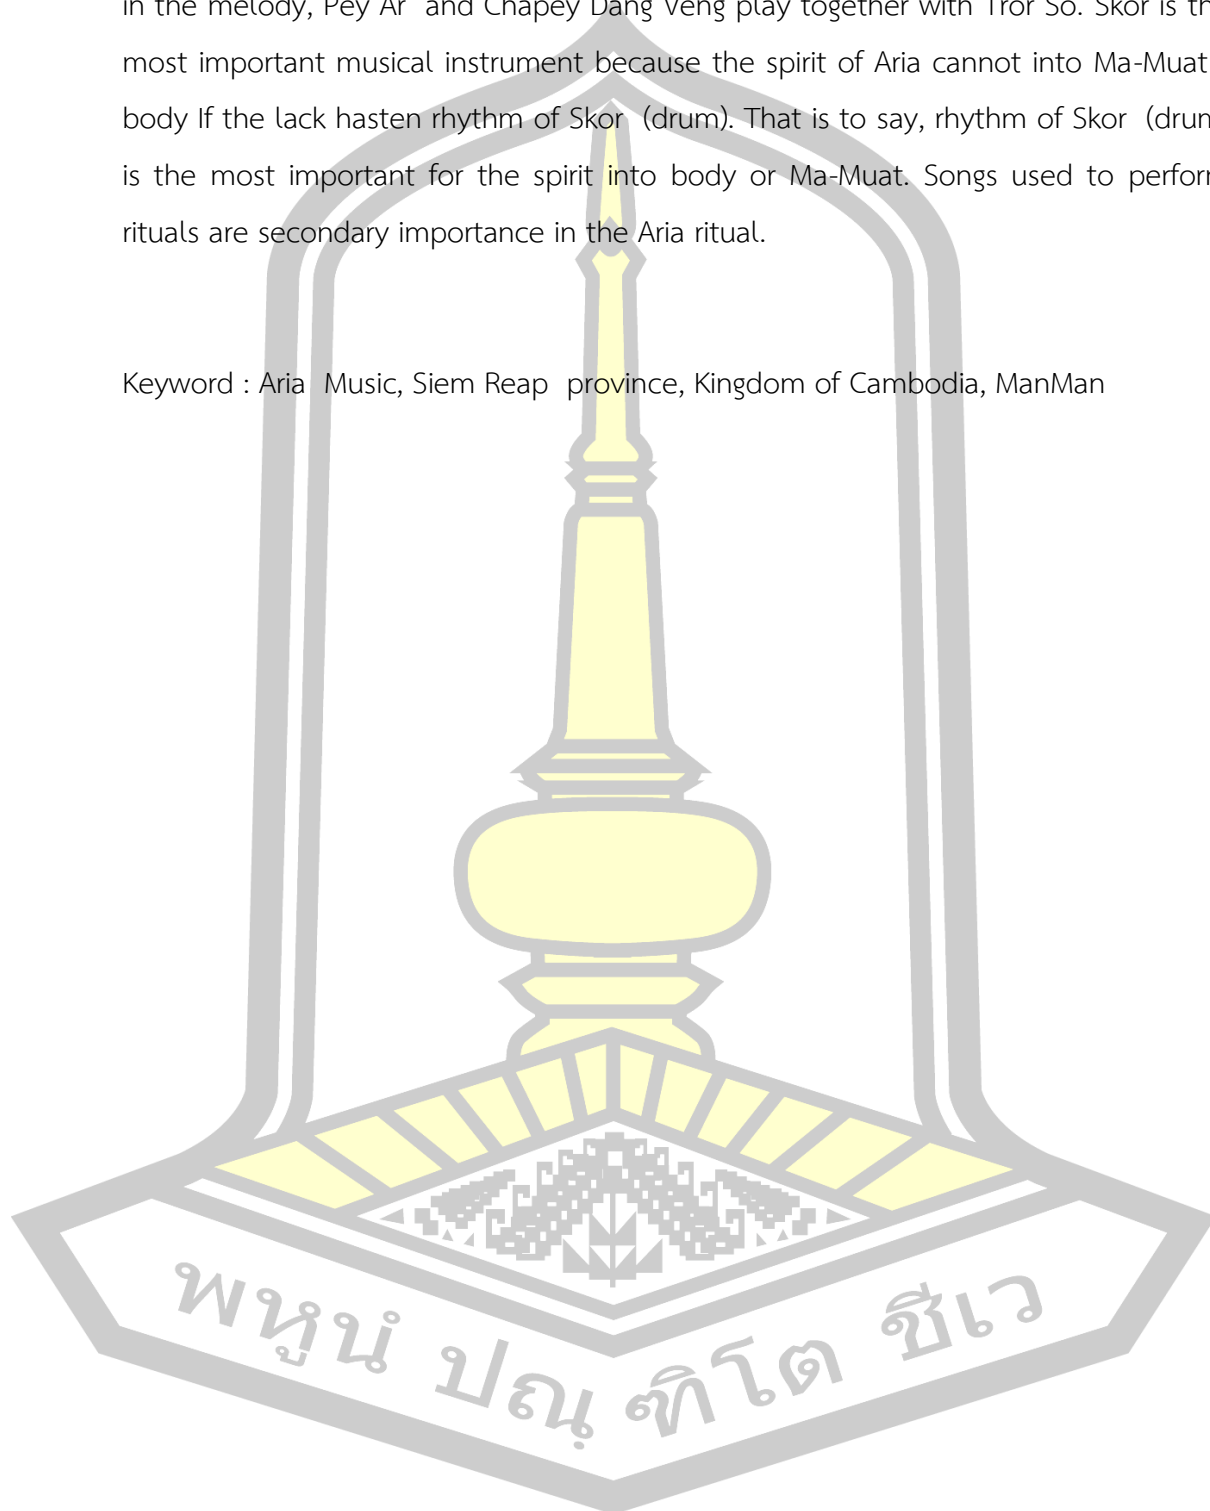 in the melody, Pey Ar and Chapey Dang Veng play together with Tror So. Skor is
most important musical instrument because the spirit of Aria cannot into Ma-Muat
body If the lack hasten rhythm of Skor (drum). That is to say, rhythm of Skor
is the most important for the spirit into body or Ma-Muat. Songs used to
rituals are secondary importance in the Aria ritual.
Keyword : Aria Music, Siem Reap province, Kingdom of Cambodia, ManMan
พหูนํ ปณฺฑิโต ชีเว